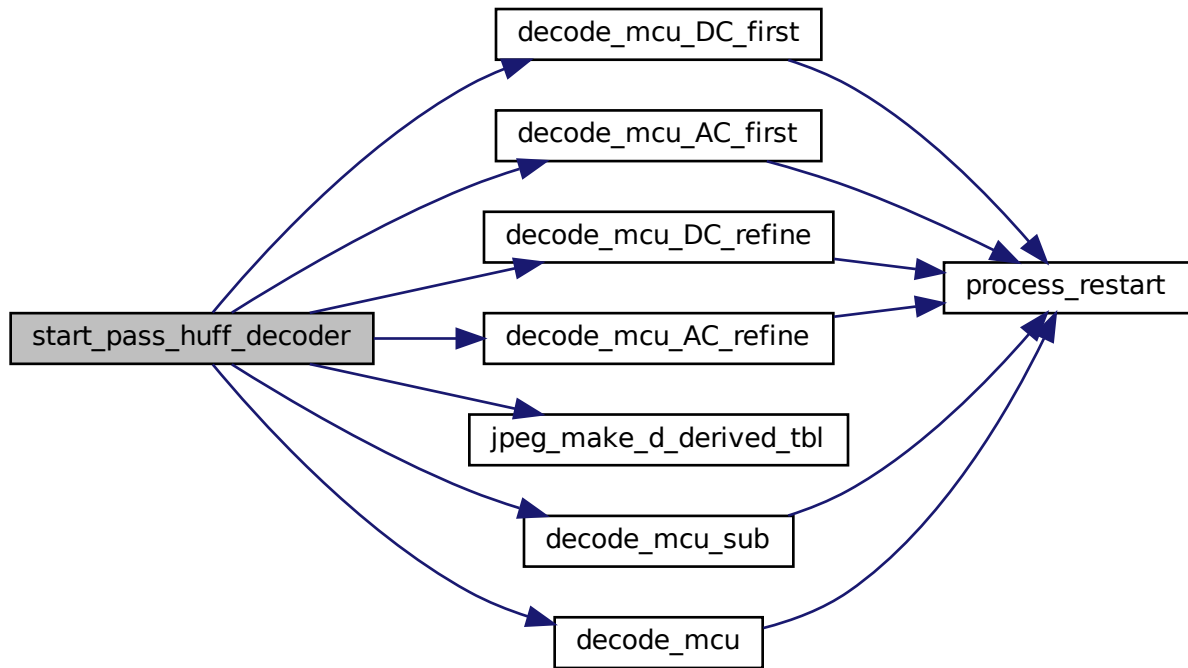 decode_mcu_DC_first
decode_mcu_AC_first
decode_mcu_DC_refine
process_restart
start_pass_huff_decoder
decode_mcu_AC_refine
jpeg_make_d_derived_tbl
decode_mcu_sub
decode_mcu